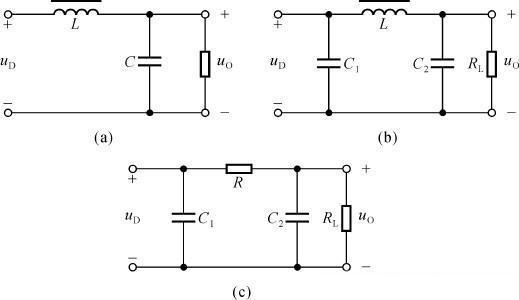 + L + + L +
u_D C u_O u_D C_1 C_2 R_L u_O
− − − −
(a) (b)
+ R +
u_D C_1 C_2 R_L u_O
− −
(c)